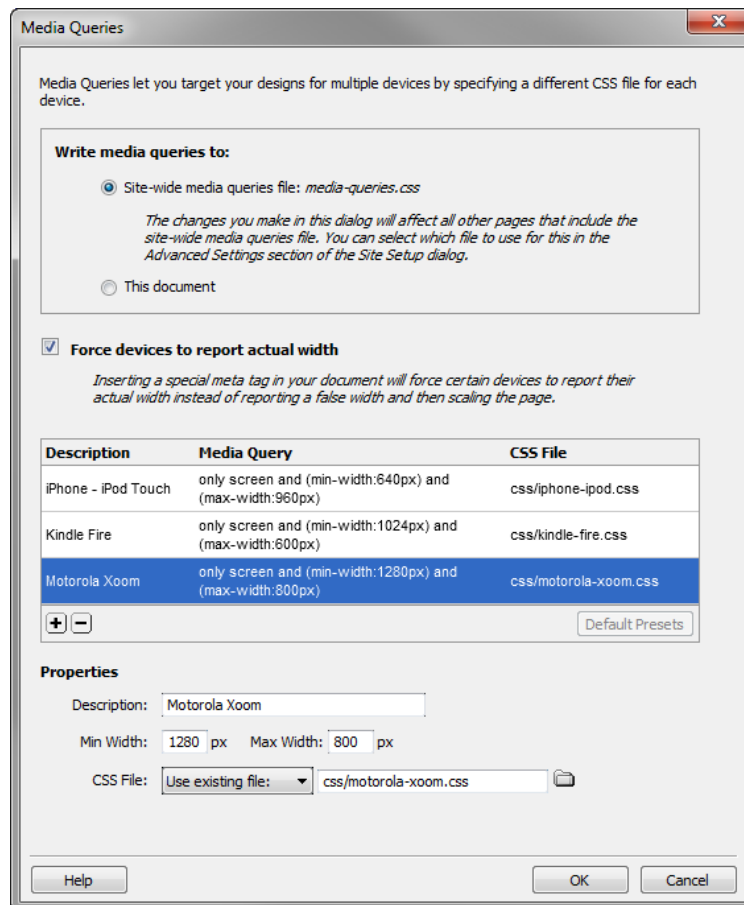 Media Queries
Media Queries let you target your designs for multiple devices by specifying a different CSS file for each
device.
Write media queries to:
Site-wide media queries file: media-queries.css
The changes you make in this dialog will affect all other pages that include the
site-wide media queries file. You can select which file to use for this in the
Advanced Settings section of the Site Setup dialog.
This document
Force devices to report actual width
Inserting a special meta tag in your document will force certain devices to report their
actual width instead of reporting a false width and then scaling the page.
Description Media Query CSS File
iPhone - iPod Touch only screen and (min-width:640px) and
(max-width:960px) css/iphone-ipod.css
Kindle Fire only screen and (min-width:1024px) and
(max-width:600px) css/kindle-fire.css
Motorola Xoom only screen and (min-width:1280px) and
(max-width:800px) css/motorola-xoom.css
Default Presets
Properties
Description: Motorola Xoom
Min Width: 1280 px Max Width: 800 px
CSS File: Use existing file: css/motorola-xoom.css
Help OK Cancel